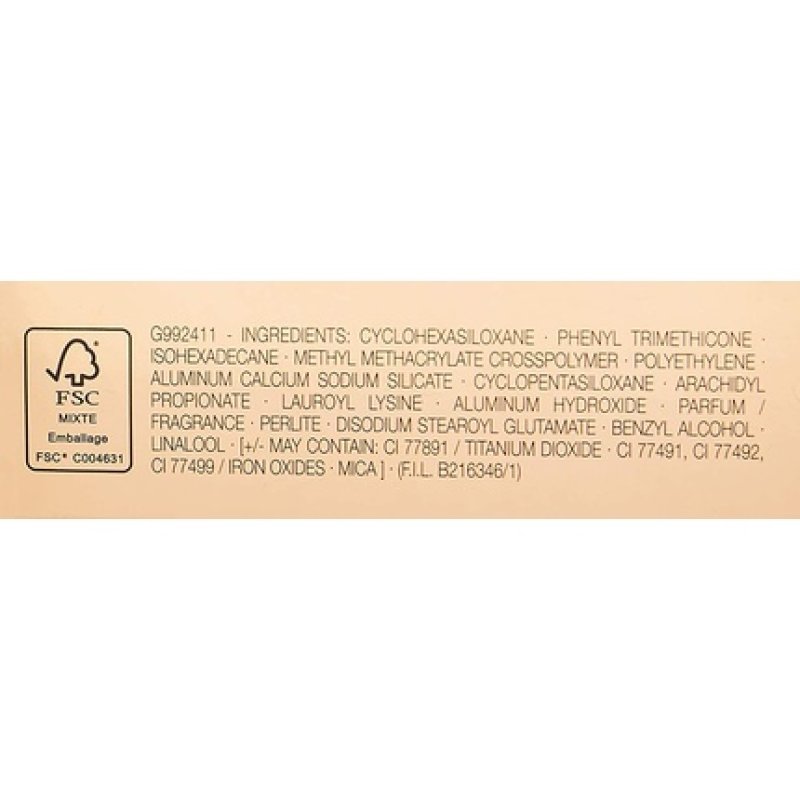 G992411 - INGREDIENTS: CYCLOHEXASILOXANE · PHENYL TRIMETHICONE ·
ISOHEXADECANE · METHYL METHACRYLATE CROSSPOLYMER · POLYETHYLENE ·
ALUMINUM CALCIUM SODIUM SILICATE · CYCLOPENTASILOXANE · ARACHIDYL
PROPIONATE · LAUROYL LYSINE · ALUMINUM HYDROXIDE · PARFUM /
FRAGRANCE · PERLITE · DISODIUM STEAROYL GLUTAMATE · BENZYL ALCOHOL ·
LINALOOL · [+/- MAY CONTAIN: CI 77891 / TITANIUM DIOXIDE · CI 77491, CI 77492,
CI 77499 / IRON OXIDES · MICA ] · (F.I.L. B216346/1)
FSC
MIXTE
Emballage
FSC® C004631